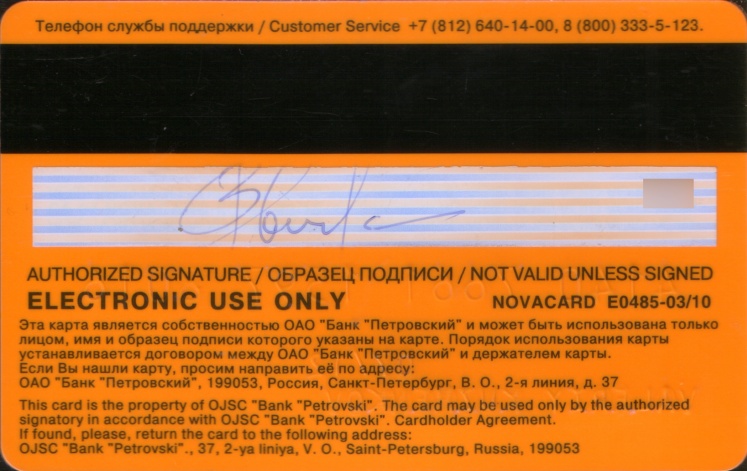 Телефон службы поддержки / Customer Service +7 (812) 640-14-00, 8 (800) 333-5-123.
AUTHORIZED SIGNATURE / ОБРАЗЕЦ ПОДПИСИ / NOT VALID UNLESS SIGNED
ELECTRONIC USE ONLY NOVACARD E0485-03/10
Эта карта является собственностью ОАО "Банк "Петровский" и может быть использована только
лицом, имя и образец подписи которого указаны на карте. Порядок использования карты
устанавливается договором между ОАО "Банк "Петровский" и держателем карты.
Если Вы нашли карту, просим направить её по адресу:
ОАО "Банк "Петровский", 199053, Россия, Санкт-Петербург, В. О., 2-я линия, д. 37
This card is the property of OJSC "Bank "Petrovski". The card may be used only by the authorized
signatory in accordance with OJSC "Bank "Petrovski". Cardholder Agreement.
If found, please, return the card to the following address:
OJSC "Bank "Petrovski"., 37, 2-ya liniya, V. O., Saint-Petersburg, Russia, 199053